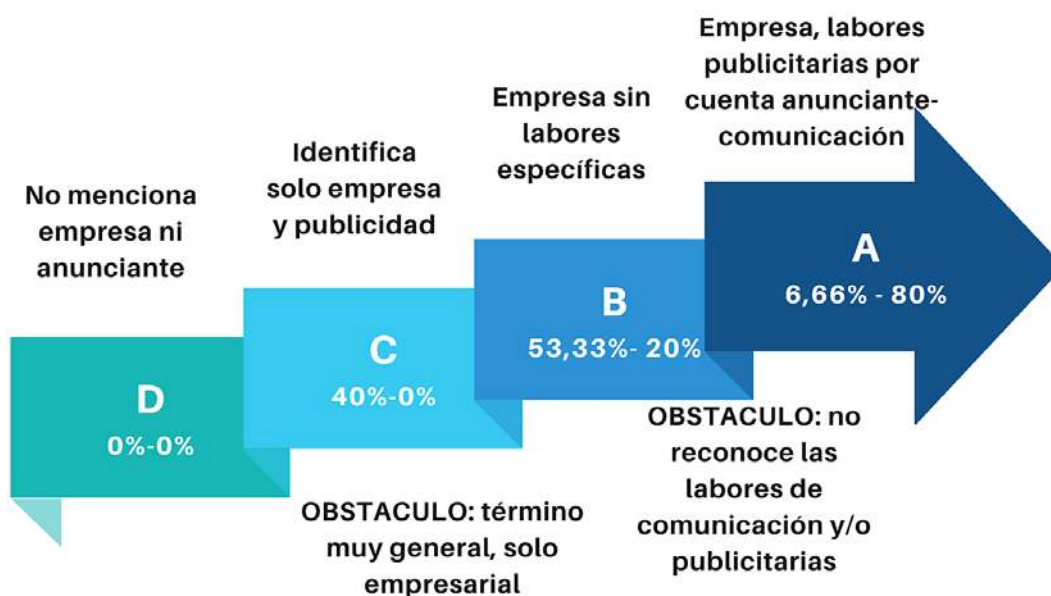 No menciona
empresa ni
anunciante
D
0%-0%
Identifica
solo empresa
y publicidad
C
40%-0%
OBSTACULO: término
muy general, solo
empresarial
Empresa sin
labores
específicas
B
53,33%- 20%
OBSTACULO: no
reconoce las
labores de
comunicación y/o
publicitarias
Empresa, labores
publicitarias por
cuenta anunciante-
comunicación
A
6,66% - 80%